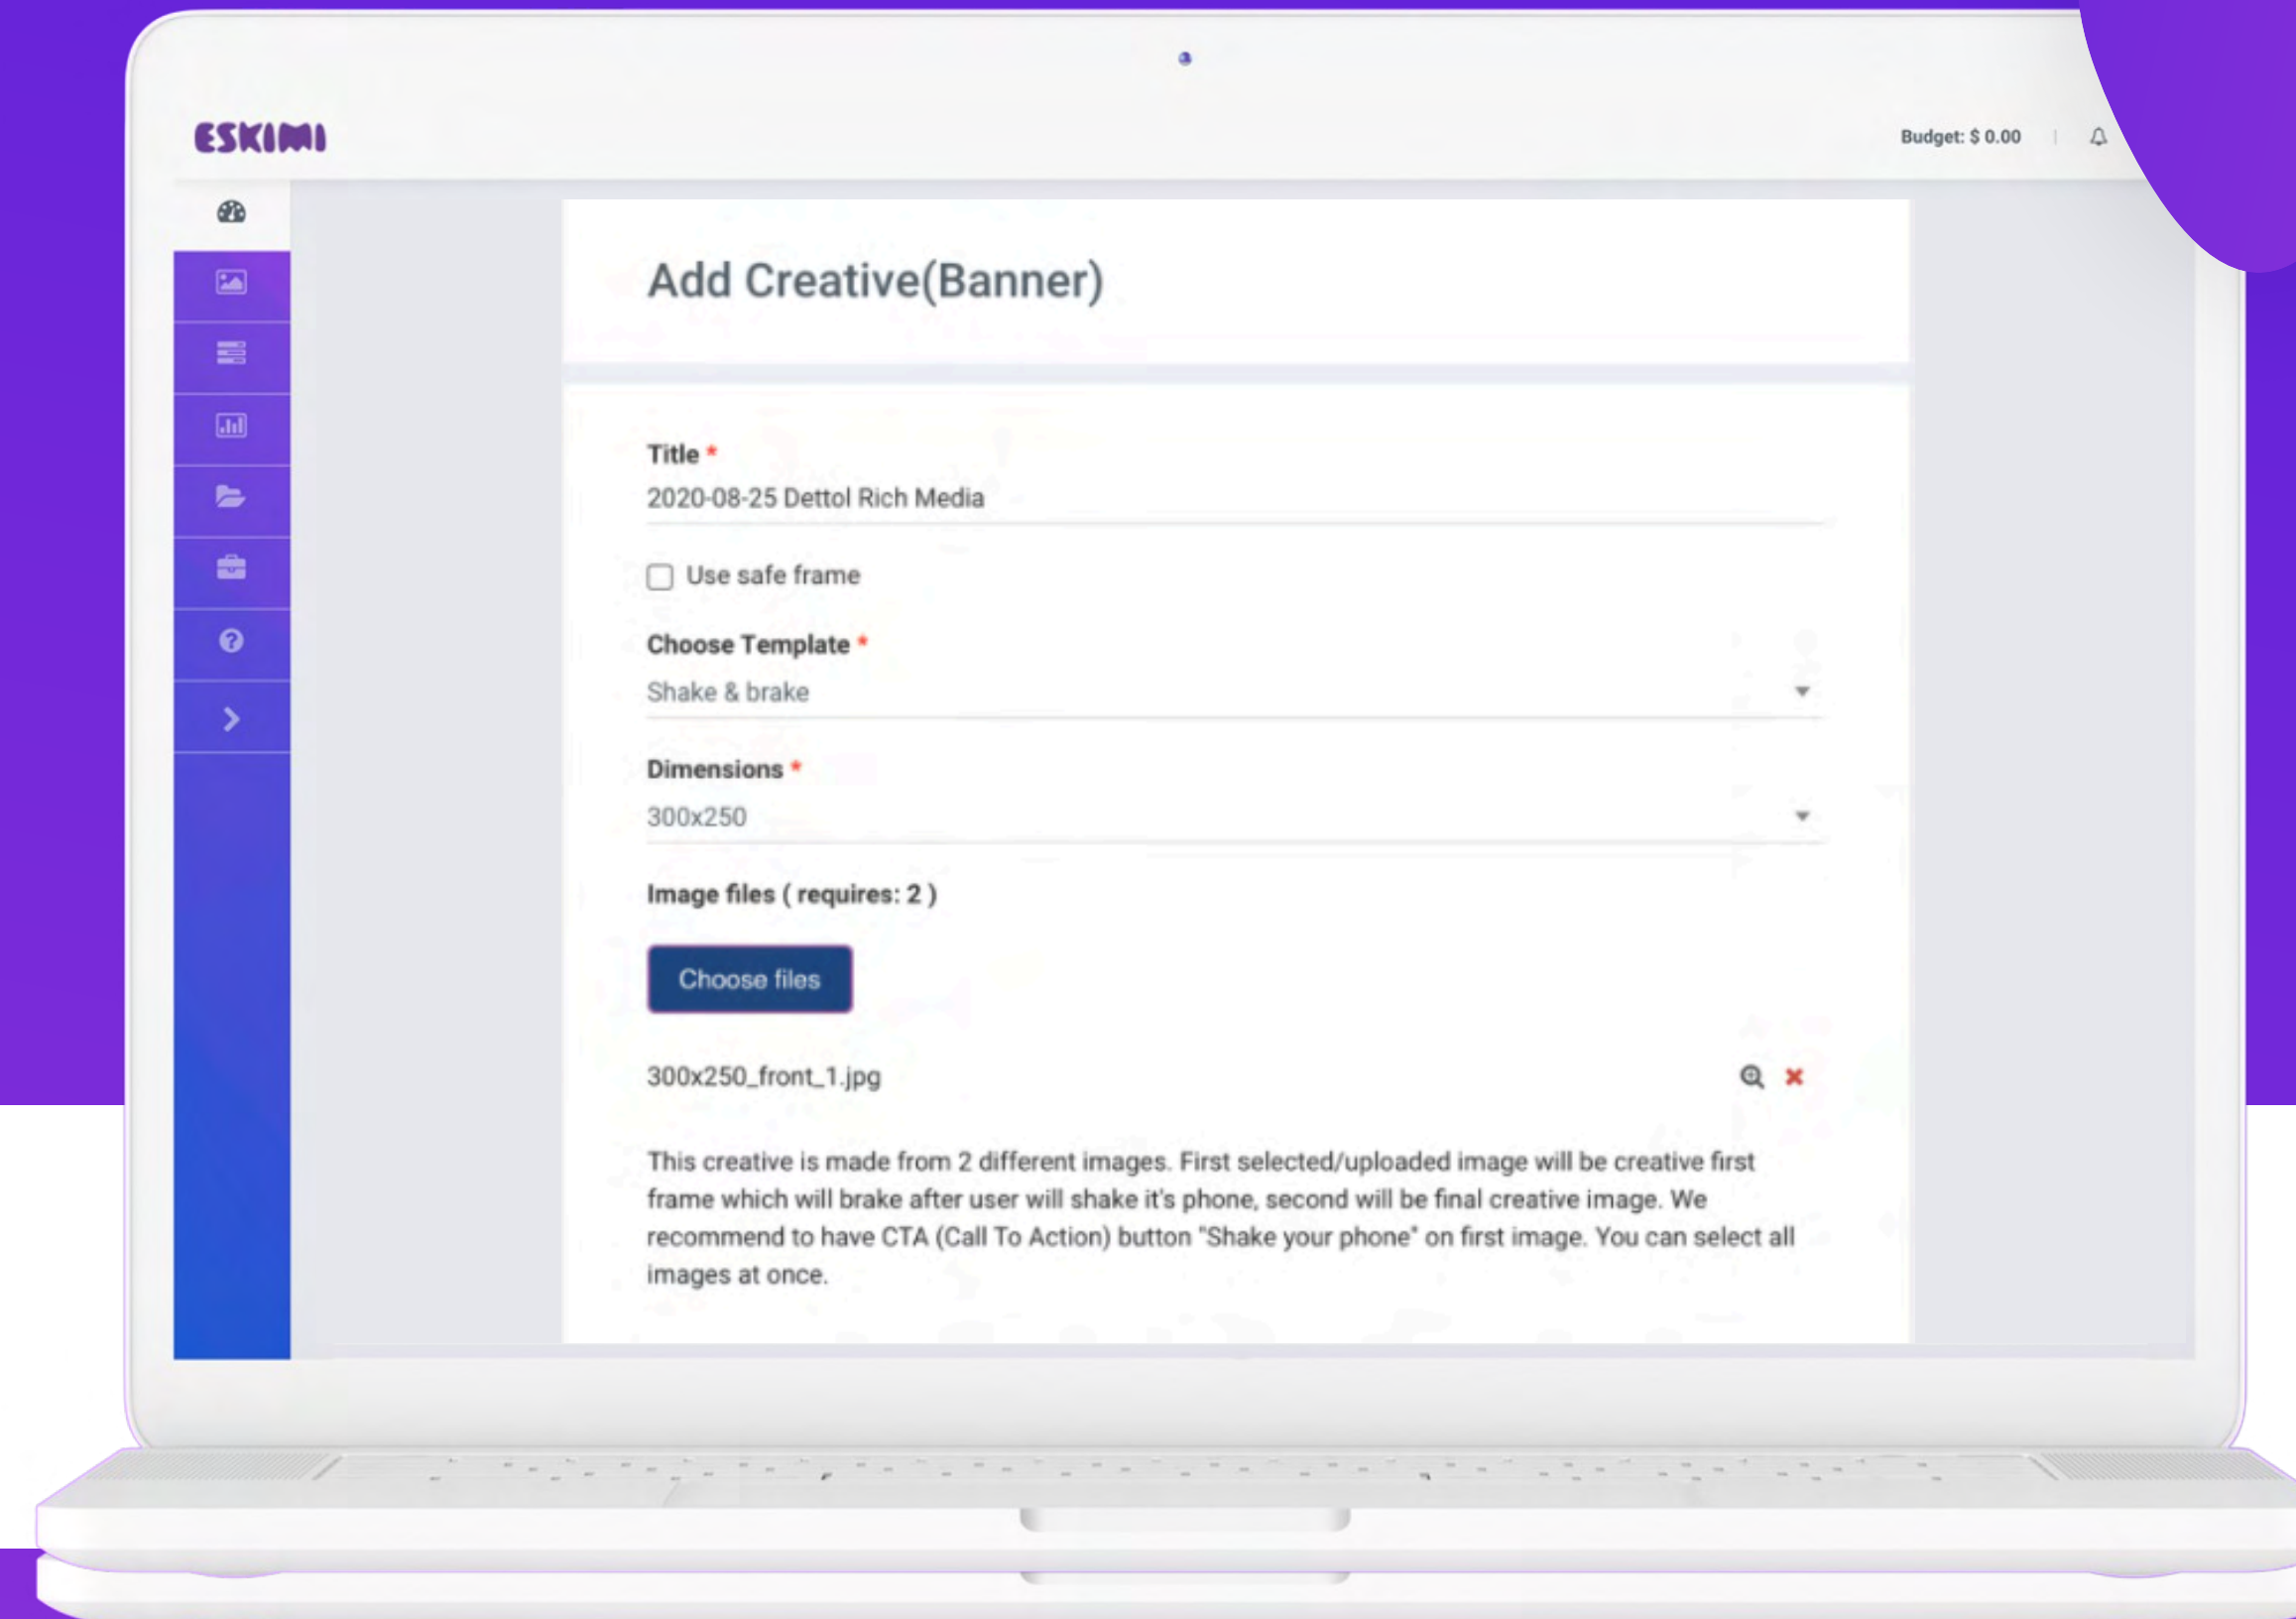 ESKIMI
Budget: $ 0.00
Add Creative(Banner)
Title *
2020-08-25 Dettol Rich Media
Use safe frame
Choose Template *
Shake & brake
Dimensions *
300x250
Image files ( requires: 2 )
Choose files
300x250_front_1.jpg
This creative is made from 2 different images. First selected/uploaded image will be creative first
frame which will brake after user will shake it's phone, second will be final creative image. We
recommend to have CTA (Call To Action) button "Shake your phone" on first image. You can select all
images at once.